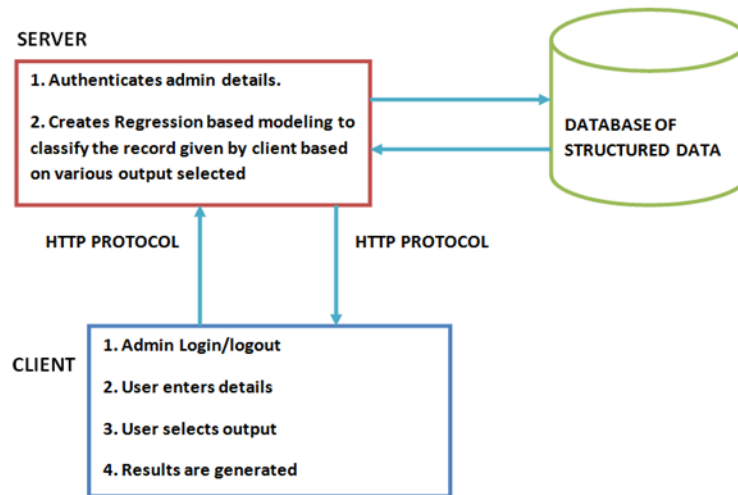 SERVER
1. Authenticates admin details.
2. Creates Regression based modeling to
classify the record given by client based
on various output selected
DATABASE OF
STRUCTURED DATA
HTTP PROTOCOL
HTTP PROTOCOL
CLIENT
1. Admin Login/logout
2. User enters details
3. User selects output
4. Results are generated